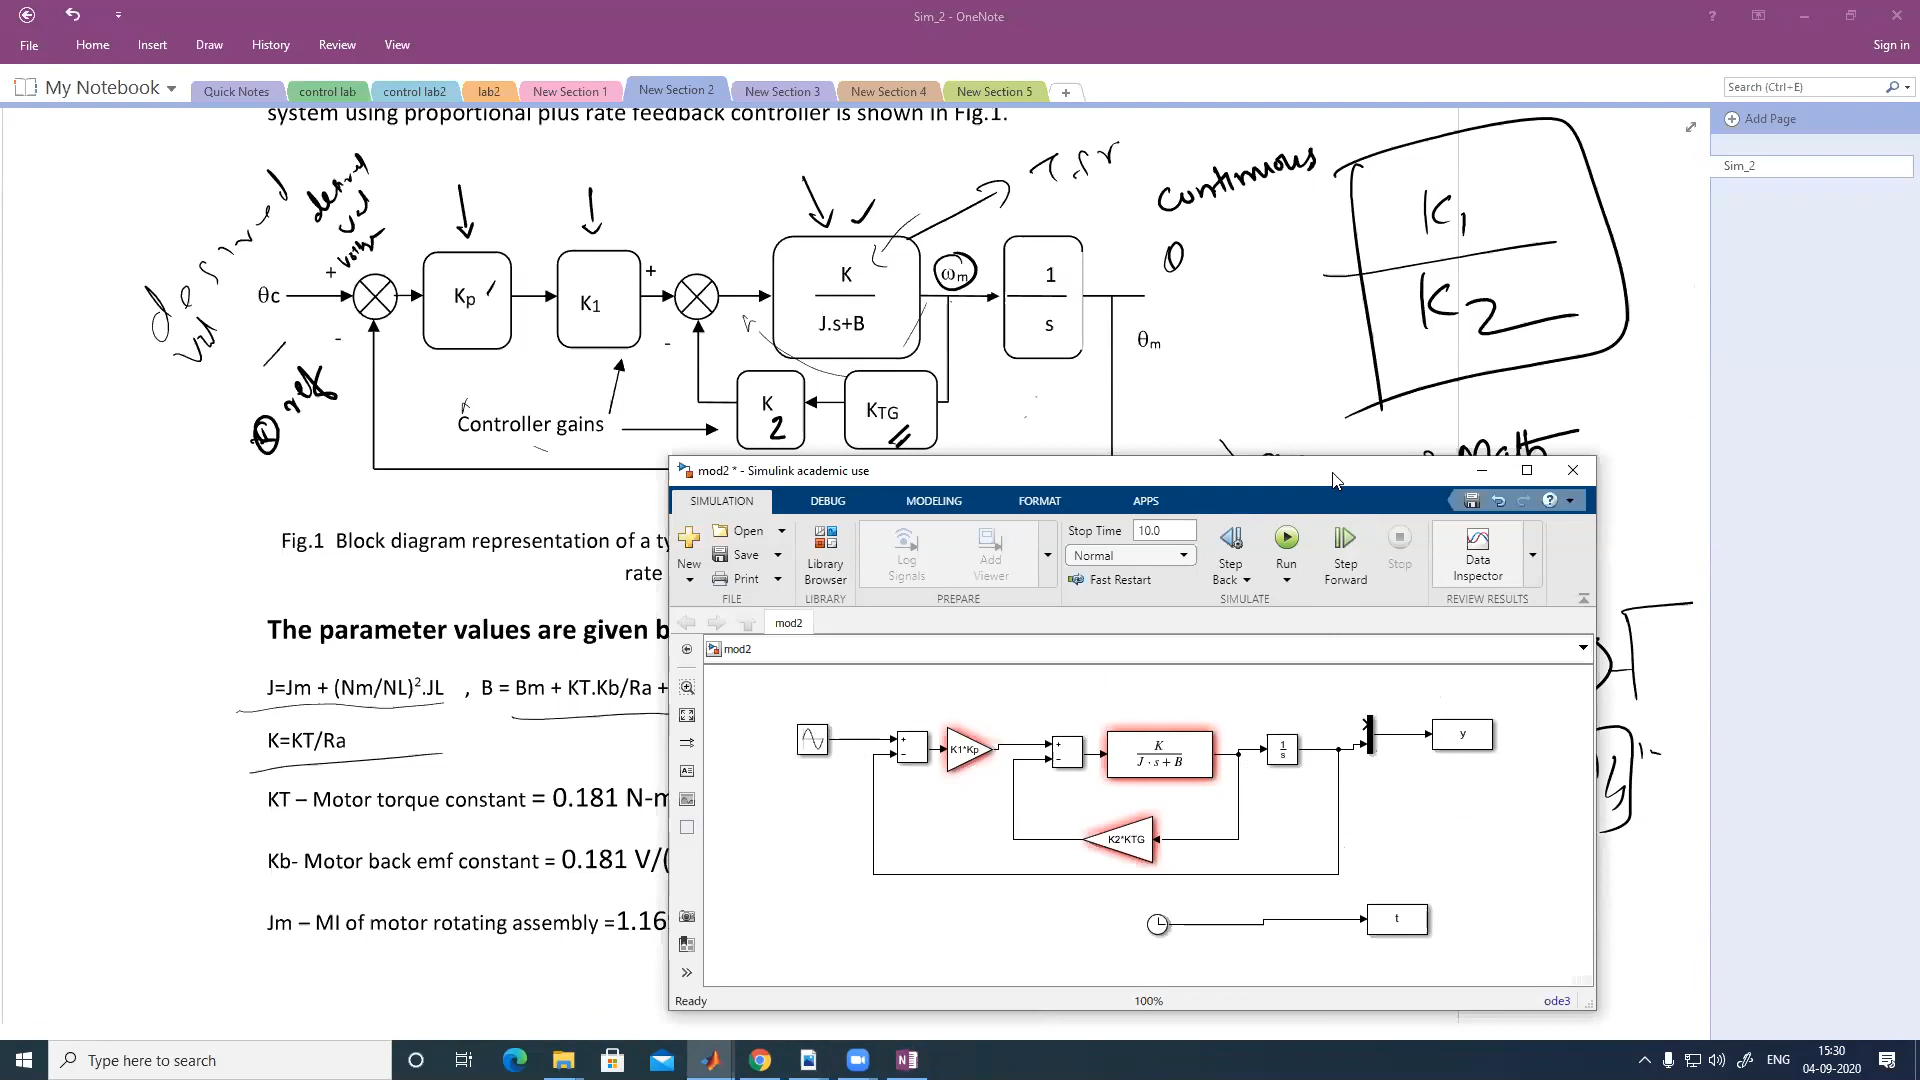 Sim_2 - OneNote
File Home Insert Draw History Review View Sign in
My Notebook Quick Notes control lab control lab2 lab2 New Section 1 New Section 2 New Section 3 New Section 4 New Section 5 + Search (Ctrl+E)
Add Page
Sim_2
system using proportional plus rate feedback controller is shown in Fig.1.
desired
desired
vel
T.f.r
continuous
K1
K2
θ
+
θc
Kp
K1
+
K
J.s+B
ωm
1
s
-
-
θm
ref
Controller gains
K
2
KTG
Math
Fig.1 Block diagram representation of a ty
rate
The parameter values are given b
J=Jm + (Nm/NL)².JL , B = Bm + KT.Kb/Ra +
K=KT/Ra
KT – Motor torque constant = 0.181 N-m
Kb- Motor back emf constant = 0.181 V/(
Jm – MI of motor rotating assembly =1.16
mod2 * - Simulink academic use
SIMULATION DEBUG MODELING FORMAT APPS
New
Open
Save
Print
FILE
Library Browser
LIBRARY
Log Signals
Add Viewer
PREPARE
Stop Time 10.0
Normal
Fast Restart
Step Back
Run
Step Forward
Stop
SIMULATE
Data Inspector
REVIEW RESULTS
mod2
mod2
K1*Kp
K
J · s + B
1
s
y
K2*KTG
t
Ready 100% ode3
Type here to search
ENG
15:30
04-09-2020